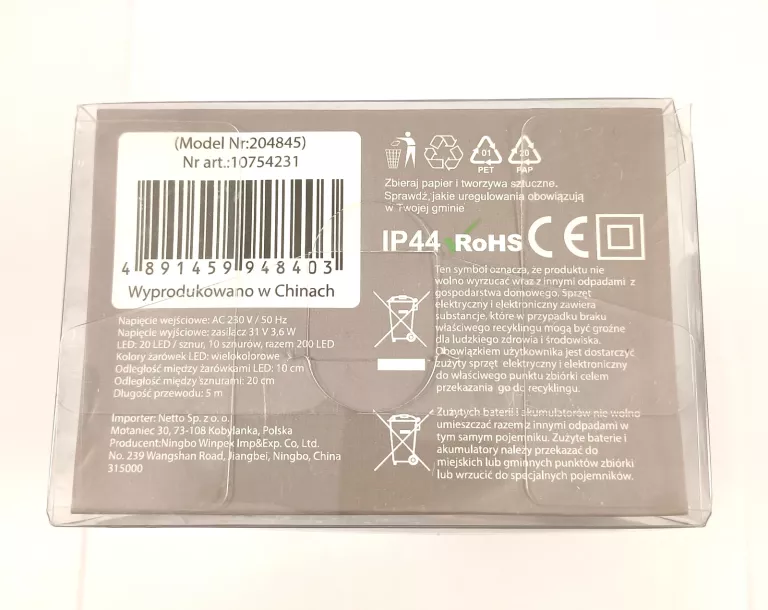 (Model Nr:204845)
Nr art.:10754231
4 891459 948403
Wyprodukowano w Chinach
Napięcie wejściowe: AC 230 V / 50 Hz
Napięcie wyjściowe: zasilacz 31 V 3,6 W
LED: 20 LED / sznur, 10 sznurów, razem 200 LED
Kolory żarówek LED: wielokolorowe
Odległość między żarówkami LED: 10 cm
Odległość między sznurami: 20 cm
Długość przewodu: 5 m
Importer: Netto Sp. z o. o.
Motaniec 30, 73-108 Kobylanka, Polska
Producent:Ningbo Winpex Imp&Exp. Co, Ltd.
No. 239 Wangshan Road, Jiangbei, Ningbo, China
315000
01 20
PET PAP
Zbieraj papier i tworzywa sztuczne.
Sprawdź,jakie uregulowania obowiązują
w Twojej gminie
IP44 RoHS CE
Ten symbol oznacza, że produktu nie
wolno wyrzucać wraz z innymi odpadami z
gospodarstwa domowego. Sprzęt
elektryczny i elektroniczny zawiera
substancje, które w przypadku braku
właściwego recyklingu mogą być groźne
dla ludzkiego zdrowia i środowiska.
Obowiązkiem użytkownika jest dostarczyć
zużyty sprzęt elektryczny i elektroniczny
do właściwego punktu zbiórki celem
przekazania go do recyklingu.
Zużytych baterii i akumulatorów nie wolno
umieszczać razem z innymi odpadami w
tym samym pojemniku. Zużyte baterie i
akumulatory należy przekazać do
miejskich lub gminnych punktów zbiórki
lub wrzucić do specjalnych pojemników.